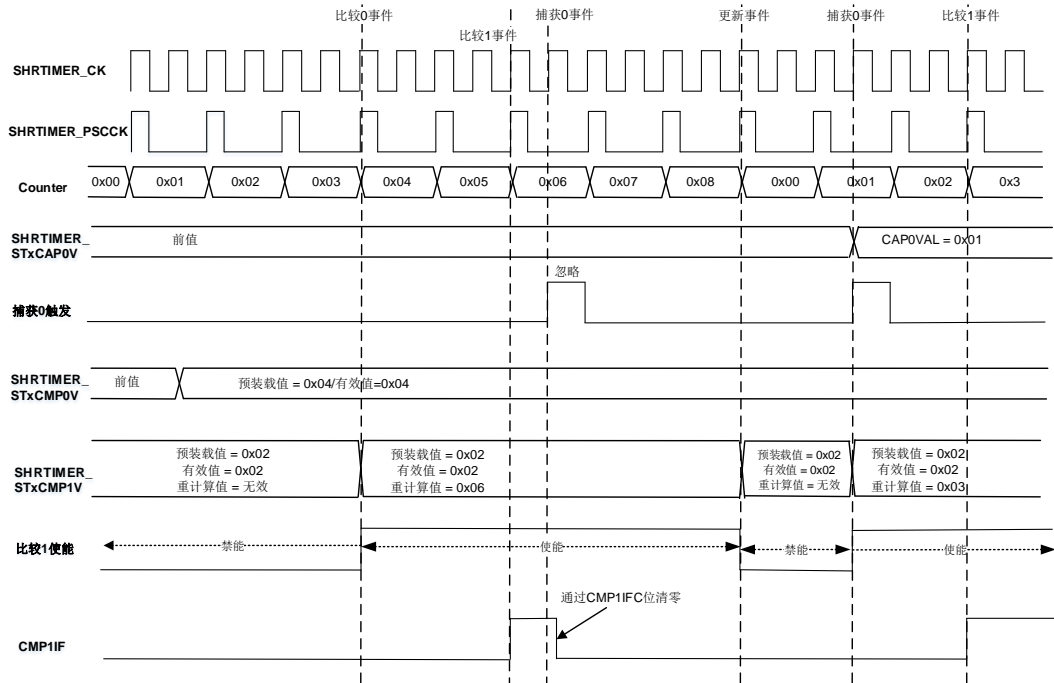 比较0事件
捕获0事件
更新事件
捕获0事件
比较1事件
比较1事件
SHRTIMER_CK
SHRTIMER_PSCCK
Counter
0x00
0x01
0x02
0x03
0x04
0x05
0x06
0x07
0x08
0x00
0x01
0x02
0x3
SHRTIMER_
STxCAP0V
前值
CAP0VAL = 0x01
忽略
捕获0触发
SHRTIMER_
STxCMP0V
前值
预装载值 = 0x04/有效值=0x04
SHRTIMER_
STxCMP1V
预装载值 = 0x02
有效值 = 0x02
重计算值 = 无效
预装载值 = 0x02
有效值 = 0x02
重计算值 = 0x06
预装载值 = 0x02
有效值 = 0x02
重计算值 = 无效
预装载值 = 0x02
有效值 = 0x02
重计算值 = 0x03
比较1使能
禁能
使能
禁能
使能
通过CMP1IFC位清零
CMP1IF